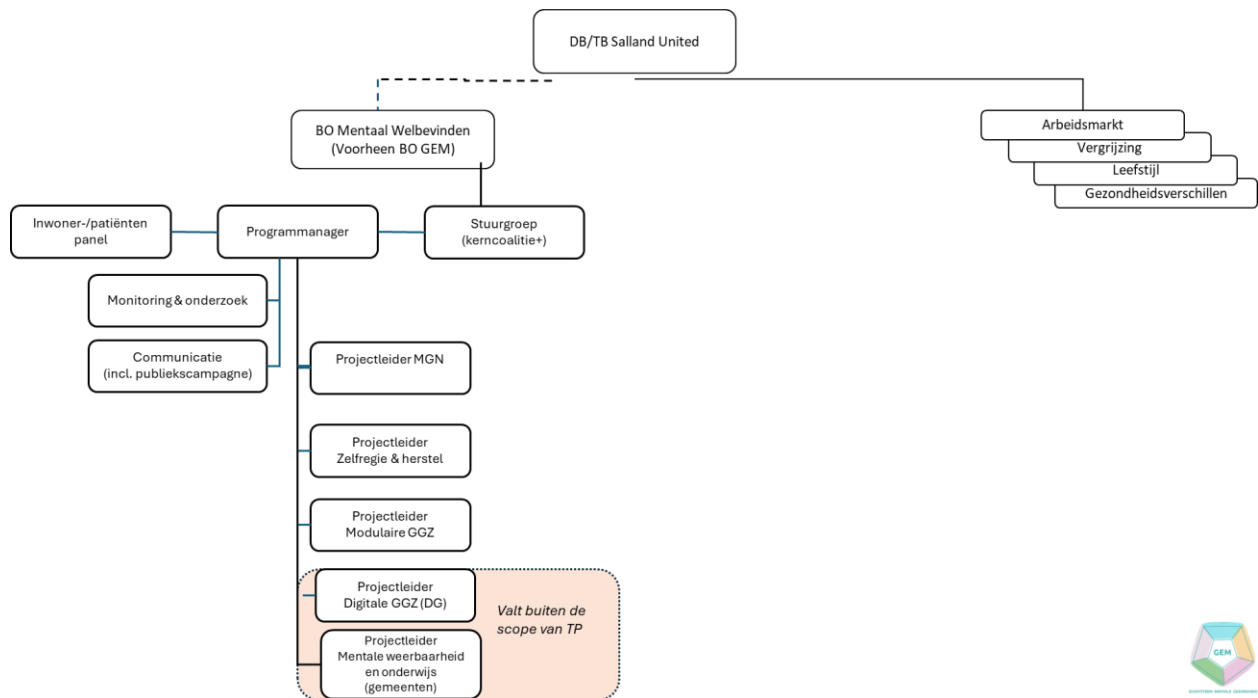 DB/TB Salland United
BO Mentaal Welbevinden
(Voorheen BO GEM)
Arbeidsmarkt
Vergrijzing
Leefstijl
Gezondheidsverschillen
Inwoner-/patiënten
panel
Programmanager
Stuurgroep
(kerncoalitie+)
Monitoring & onderzoek
Communicatie
(incl. publiekscampagne)
Projectleider MGN
Projectleider
Zelfregie & herstel
Projectleider
Modulaire GGZ
Projectleider
Digitale GGZ (DG)
Valt buiten de
scope van TP
Projectleider
Mentale weerbaarheid
en onderwijs
(gemeenten)
GEM